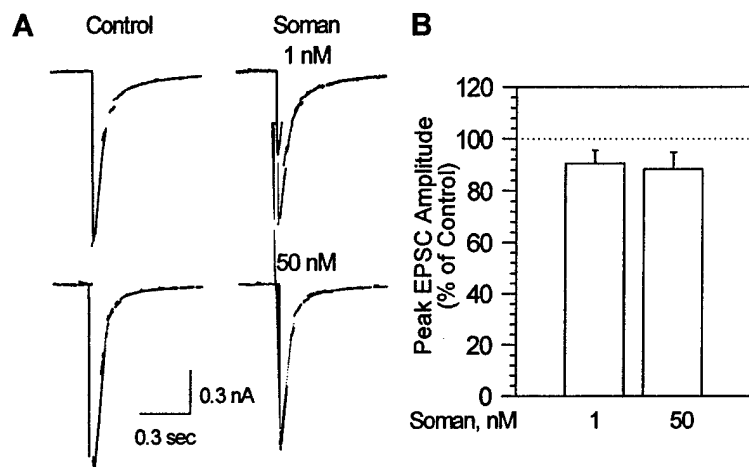 A
Control
Soman
1 nM
50 nM
0.3 nA
0.3 sec
B
Peak EPSC Amplitude
(% of Control)
120
100
80
60
40
20
0
Soman, nM 1 50